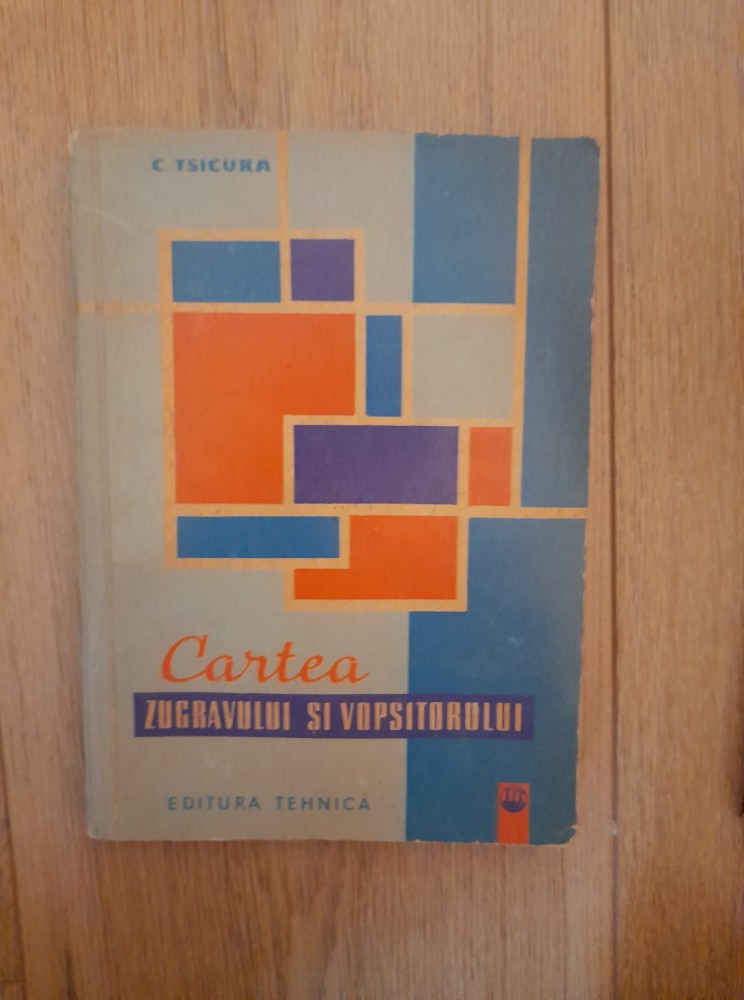 C TSICURA
Cartea
ZUGRAVULUI ȘI VOPSITORULUI
EDITURA TEHNICĂ